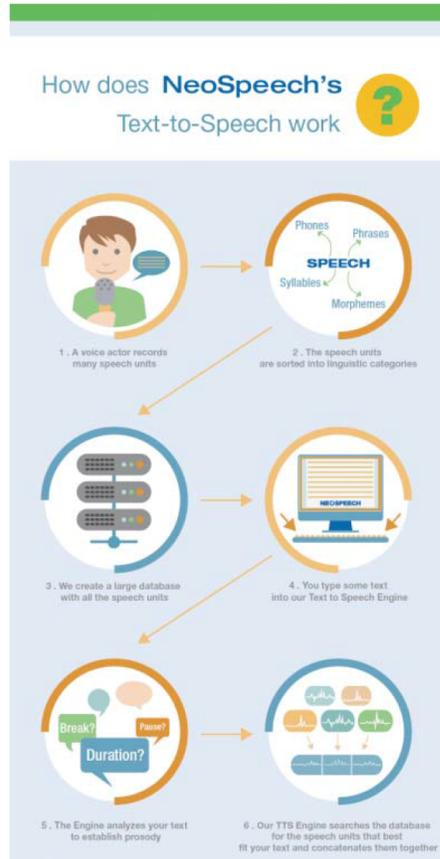 How does NeoSpeech's
Text-to-Speech work
?
Phones
Phrases
SPEECH
Syllables
Morphemes
1 . A voice actor records
many speech units
2 . The speech units
are sorted into linguistic categories
NEOSPEECH
3 . We create a large database
with all the speech units
4 . You type some text
into our Text to Speech Engine
Break?
Pause?
Duration?
5 . The Engine analyzes your text
to establish prosody
6 . Our TTS Engine searches the database
for the speech units that best
fit your text and concatenates them together